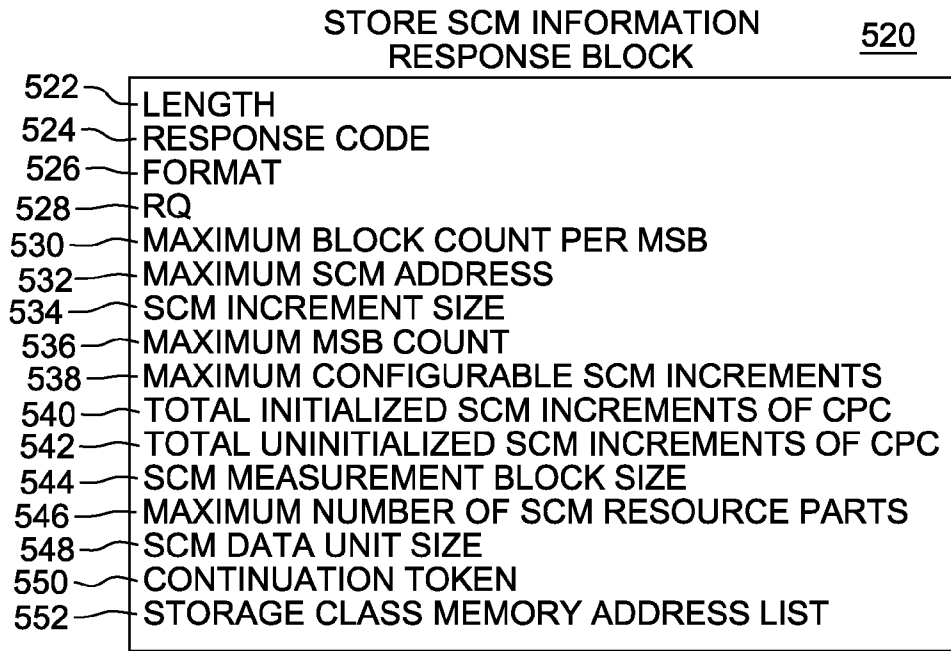 STORE SCM INFORMATION
RESPONSE BLOCK
520
522 LENGTH
524 RESPONSE CODE
526 FORMAT
528 RQ
530 MAXIMUM BLOCK COUNT PER MSB
532 MAXIMUM SCM ADDRESS
534 SCM INCREMENT SIZE
536 MAXIMUM MSB COUNT
538 MAXIMUM CONFIGURABLE SCM INCREMENTS
540 TOTAL INITIALIZED SCM INCREMENTS OF CPC
542 TOTAL UNINITIALIZED SCM INCREMENTS OF CPC
544 SCM MEASUREMENT BLOCK SIZE
546 MAXIMUM NUMBER OF SCM RESOURCE PARTS
548 SCM DATA UNIT SIZE
550 CONTINUATION TOKEN
552 STORAGE CLASS MEMORY ADDRESS LIST